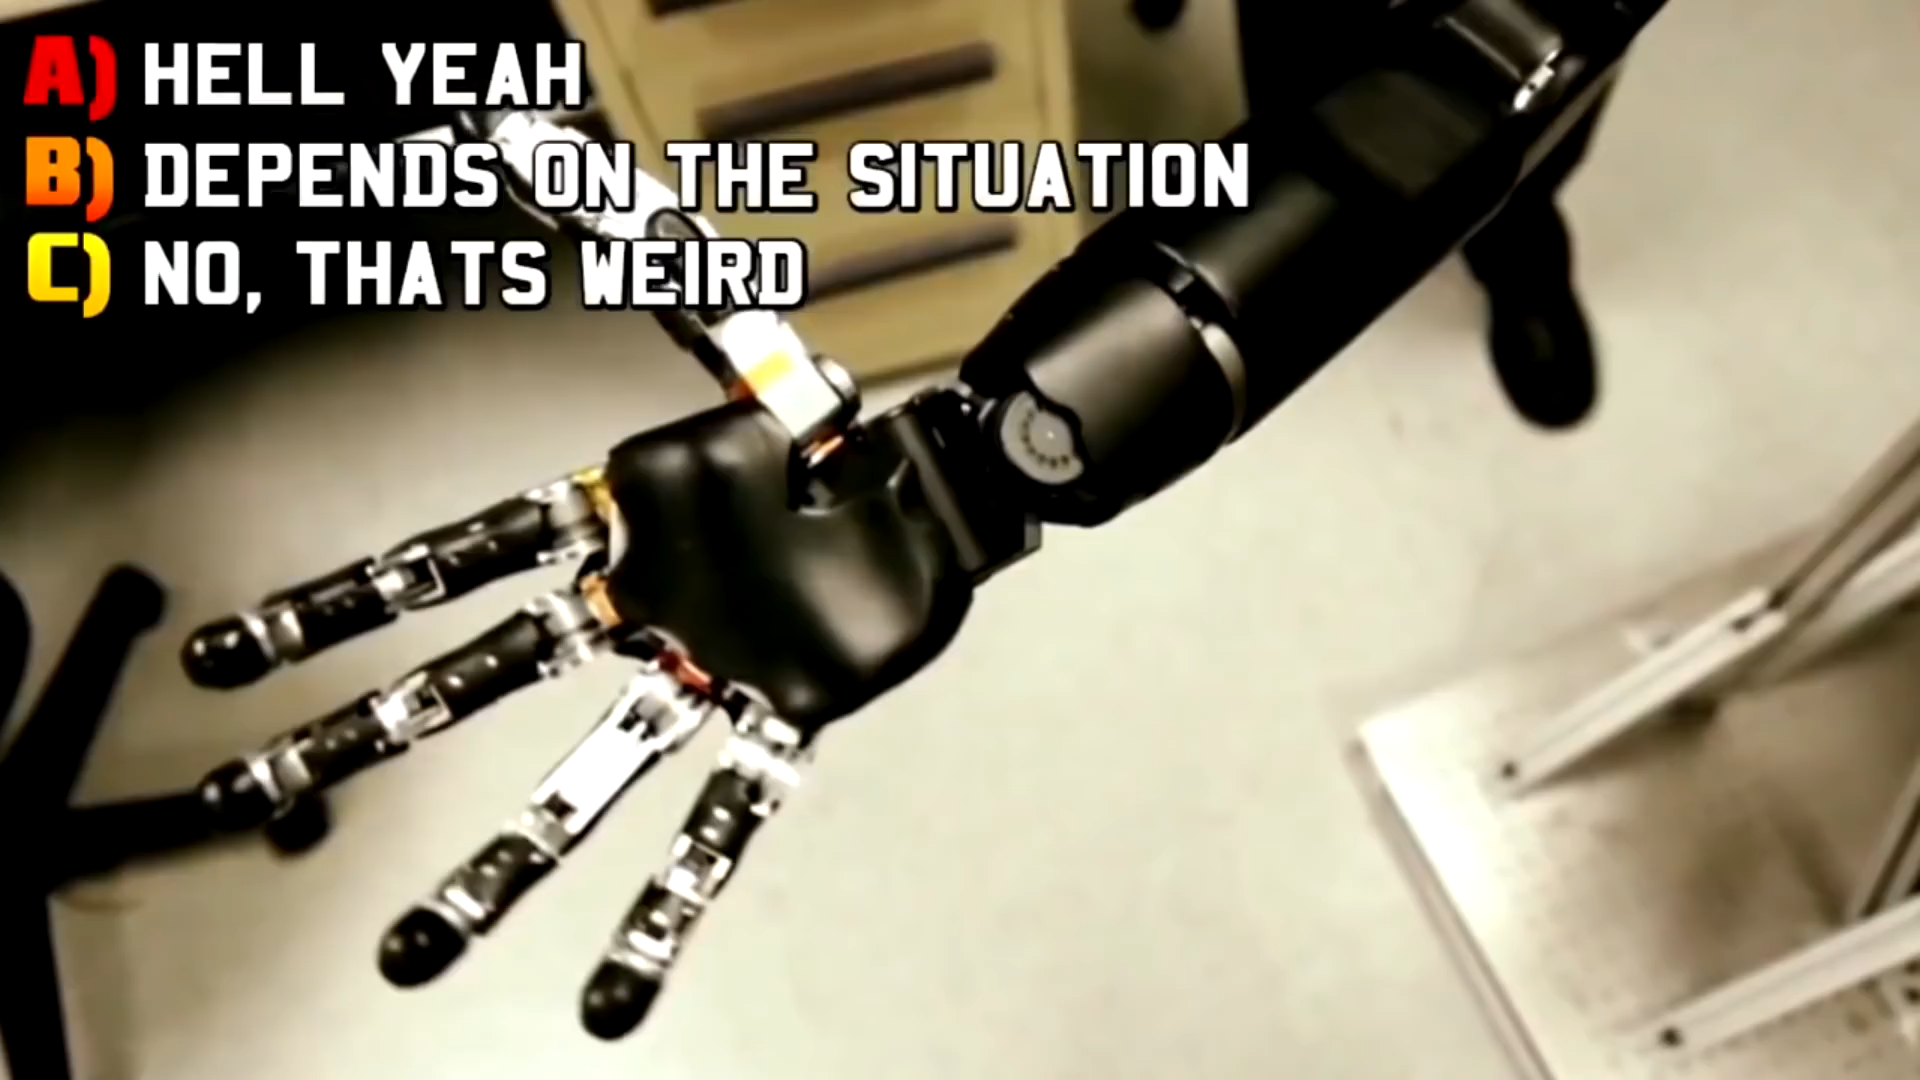 A) HELL YEAH
B) DEPENDS ON THE SITUATION
C) NO, THATS WEIRD